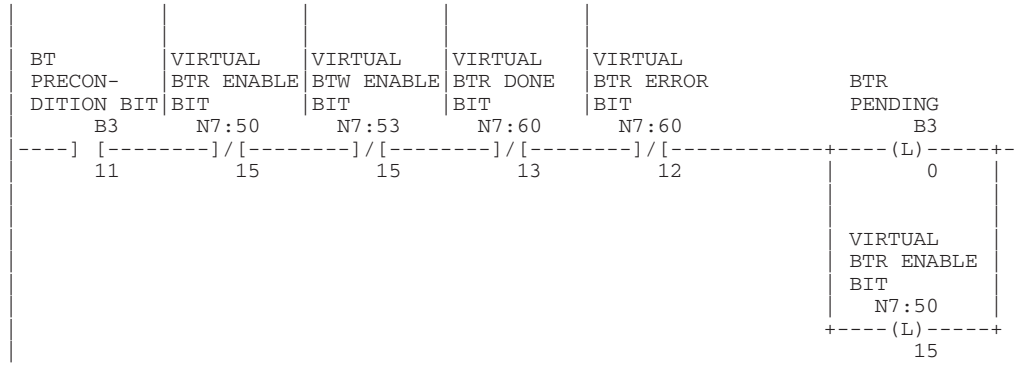 BT VIRTUAL VIRTUAL VIRTUAL VIRTUAL
PRECON- BTR ENABLE BTW ENABLE BTR DONE BTR ERROR BTR
DITION BIT BIT BIT BIT BIT PENDING
B3 N7:50 N7:53 N7:60 N7:60 B3
----] [--------]/[--------]/[--------]/[--------]/[------------+----(L)-----+-
11 15 15 13 12 0
VIRTUAL
BTR ENABLE
BIT
N7:50
+----(L)-----+
15